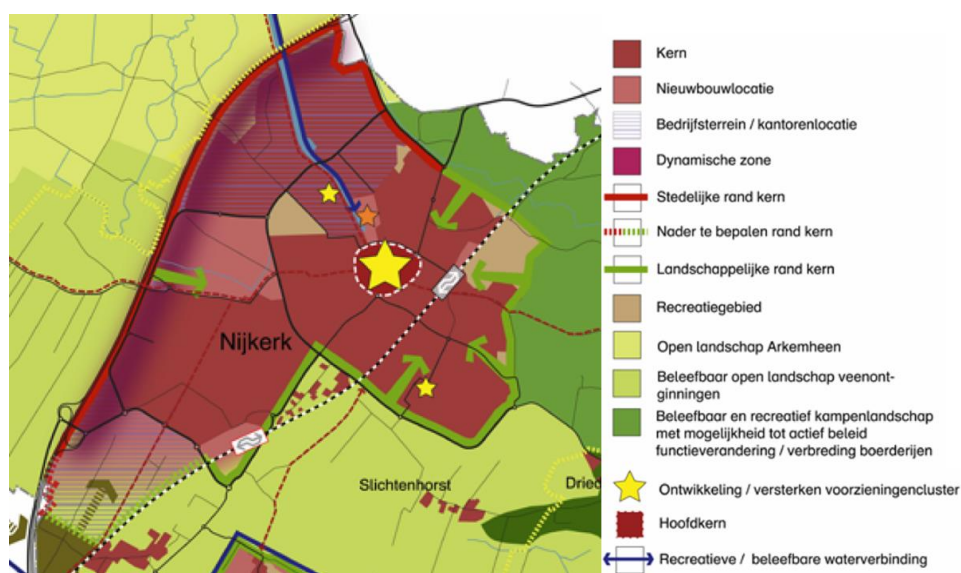 Nijkerk
Slichtenhorst
Dried
Kern
Nieuwbouwlocatie
Bedrijfsterrein / kantorenlocatie
Dynamische zone
Stedelijke rand kern
Nader te bepalen rand kern
Landschappelijke rand kern
Recreatiegebied
Open landschap Arkemheen
Beleefbaar open landschap veenont-
ginningen
Beleefbaar en recreatief kampenlandschap
met mogelijkheid tot actief beleid
functieverandering / verbreding boerderijen
Ontwikkeling / versterken voorzieningencluster
Hoofdkern
Recreatieve / beleefbare waterverbinding